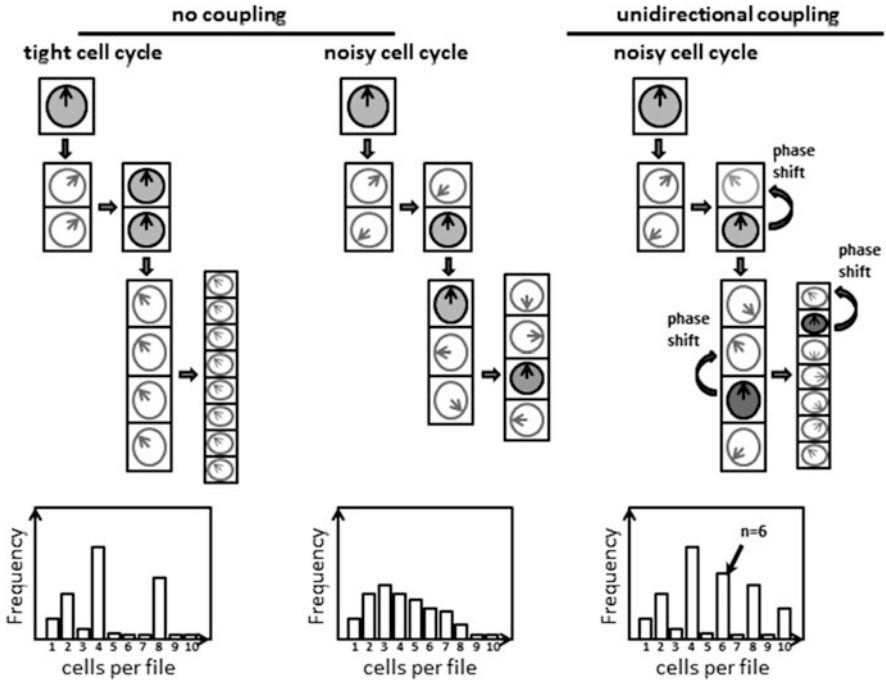 no coupling
unidirectional coupling
tight cell cycle
noisy cell cycle
noisy cell cycle
phase
shift
phase
shift
phase
shift
Frequency
1 2 3 4 5 6 7 8 9 10
cells per file
Frequency
1 2 3 4 5 6 7 8 9 10
cells per file
n=6
Frequency
1 2 3 4 5 6 7 8 9 10
cells per file